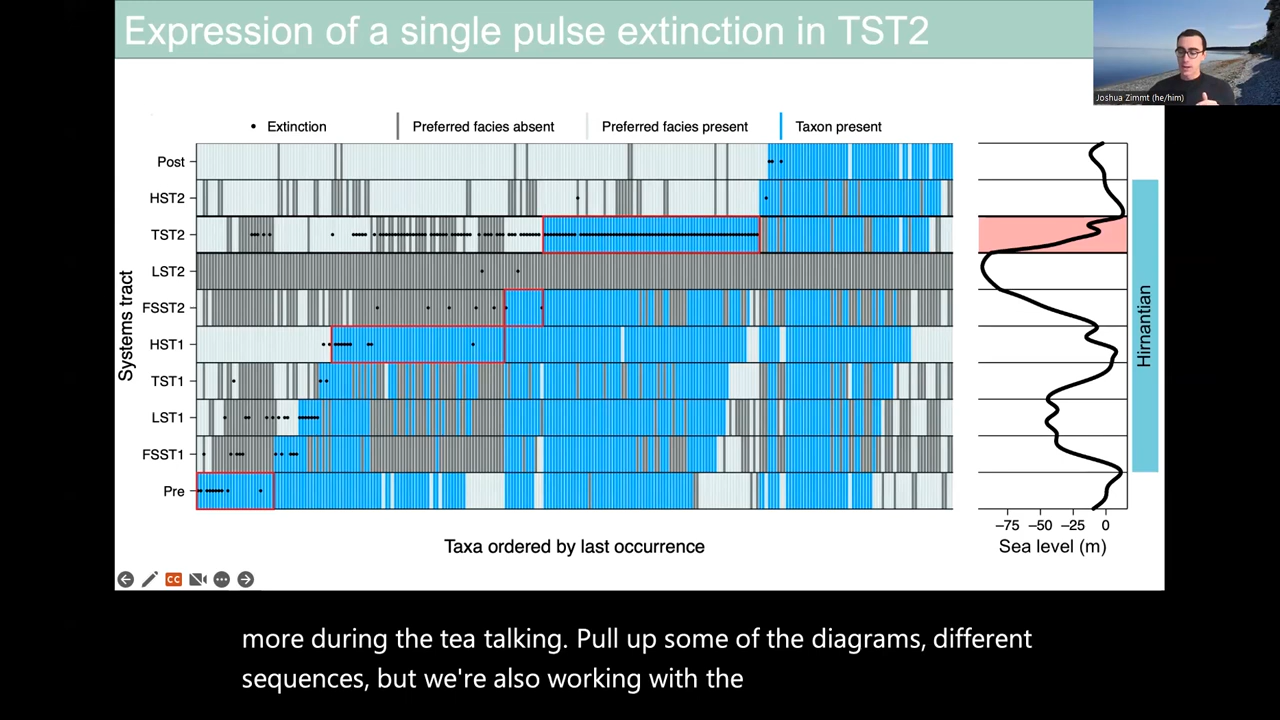 Expression of a single pulse extinction in TST2
Joshua Zimmt (he/him)
Extinction
Preferred facies absent
Preferred facies present
Taxon present
Post
HST2
TST2
LST2
FSST2
HST1
TST1
LST1
FSST1
Pre
Systems tract
Taxa ordered by last occurrence
Hirnantian
−75 −50 −25 0
Sea level (m)
CC
more during the tea talking. Pull up some of the diagrams, different
sequences, but we're also working with the